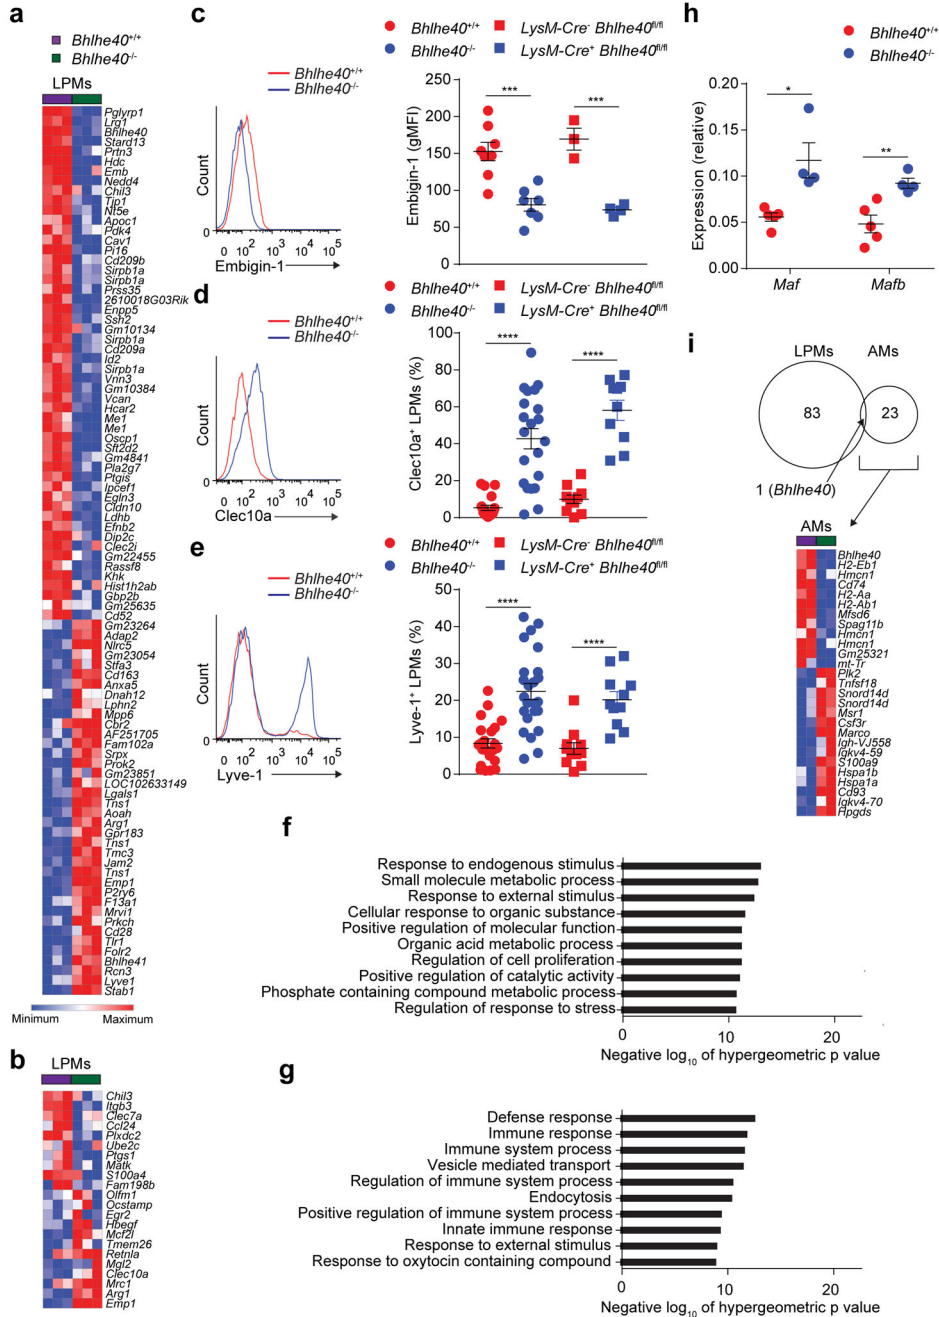 a
Bhlhe40+/+
Bhlhe40-/-
LPMs
Pglyrp1
Lrg1
Bhlhe40
Stard13
Prtn3
Hdc
Emb
Nedd4
Chil3
Tjp1
Nt5e
Apoc1
Pdk4
Cav1
Pi16
Cd209b
Sirpb1a
Sirpb1a
Prss35
2610018G03Rik
Enpp5
Ssh2
Gm10134
Sirpb1a
Cd209a
Id2
Sirpb1a
Vnn3
Gm10384
Vcan
Hcar2
Me1
Me1
Oscp1
Sft2d2
Gm4841
Pla2g7
Ptgis
Ipcef1
Egln3
Cldn10
Ldhb
Efnb2
Dip2c
Clec2i
Gm22455
Rassf8
Khk
Hist1h2ab
Gbp2b
Gm25635
Cd52
Gm23264
Adap2
Nlrc5
Gm23054
Stfa3
Cd163
Anxa5
Dnah12
Lphn2
Mpp6
Cbr2
AF251705
Fam102a
Srpx
Prok2
Gm23851
LOC102633149
Lgals1
Tns1
Aoah
Arg1
Gpr183
Tns1
Tmc3
Jam2
Tns1
Emp1
P2ry6
F13a1
Mrvi1
Prkch
Cd28
Tlr1
Folr2
Bhlhe41
Rcn3
Lyve1
Stab1
Minimum Maximum
b
LPMs
Chil3
Itgb3
Clec7a
Ccl24
Plxdc2
Ube2c
Ptgs1
Matk
S100a4
Fam198b
Olfm1
Ocstamp
Egr2
Hbegf
Mcf2l
Tmem26
Retnla
Mgl2
Clec10a
Mrc1
Arg1
Emp1
c
Bhlhe40+/+
Bhlhe40-/-
Count
0
0 10^2 10^3 10^4 10^5
Embigin-1
Bhlhe40+/+ LysM-Cre- Bhlhe40fl/fl
Bhlhe40-/- LysM-Cre+ Bhlhe40fl/fl
Embigin-1 (gMFI)
250
200
150
100
50
0
*** ***
d
Bhlhe40+/+
Bhlhe40-/-
Count
0
0 10^2 10^3 10^4 10^5
Clec10a
Bhlhe40+/+ LysM-Cre- Bhlhe40fl/fl
Bhlhe40-/- LysM-Cre+ Bhlhe40fl/fl
Clec10a+ LPMs (%)
100
80
60
40
20
0
**** ****
e
Bhlhe40+/+
Bhlhe40-/-
Count
0
0 10^2 10^3 10^4 10^5
Lyve-1
Bhlhe40+/+ LysM-Cre- Bhlhe40fl/fl
Bhlhe40-/- LysM-Cre+ Bhlhe40fl/fl
Lyve-1+ LPMs (%)
50
40
30
20
10
0
**** ****
f
Response to endogenous stimulus
Small molecule metabolic process
Response to external stimulus
Cellular response to organic substance
Positive regulation of molecular function
Organic acid metabolic process
Regulation of cell proliferation
Positive regulation of catalytic activity
Phosphate containing compound metabolic process
Regulation of response to stress
0 10 20
Negative log10 of hypergeometric p value
g
Defense response
Immune response
Immune system process
Vesicle mediated transport
Regulation of immune system process
Endocytosis
Positive regulation of immune system process
Innate immune response
Response to external stimulus
Response to oxytocin containing compound
0 10 20
Negative log10 of hypergeometric p value
h
Bhlhe40+/+
Bhlhe40-/-
Expression (relative)
0.20
0.15
0.10
0.05
0.00
* **
Maf Mafb
i
LPMs AMs
83 23
1 (Bhlhe40)
AMs
Bhlhe40
H2-Eb1
Hmcn1
Cd74
H2-Aa
H2-Ab1
Mfsd6
Spag11b
Hmcn1
Hmcn1
Gm25321
mt-Tr
Plk2
Tnfsf18
Snord14d
Snord14d
Msr1
Csf3r
Marco
Igh-VJ558
Igkv4-59
S100a9
Hspa1b
Hspa1a
Cd93
Igkv4-70
Hpgds